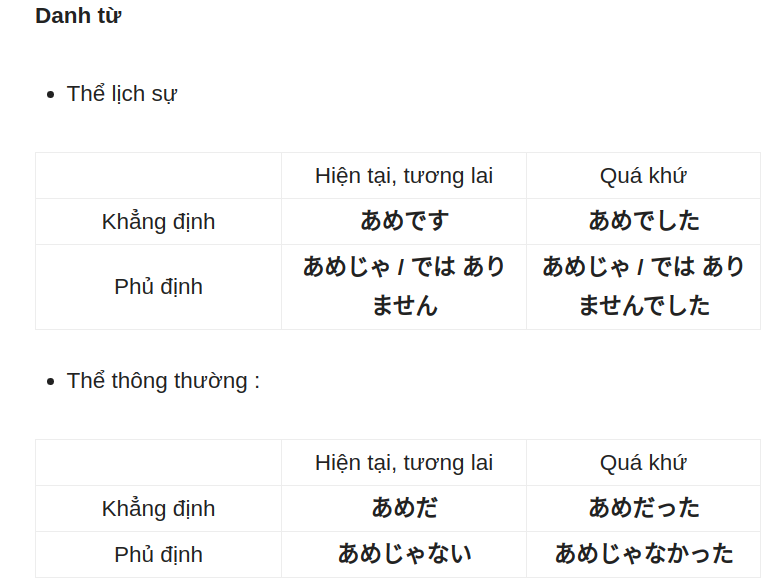 Danh từ
Thể lịch sự
Hiện tại, tương lai
Quá khứ
Khẳng định
あめです
あめでした
Phủ định
あめじゃ / では あり
ません
あめじゃ / では あり
ませんでした
Thể thông thường :
Hiện tại, tương lai
Quá khứ
Khẳng định
あめだ
あめだった
Phủ định
あめじゃない
あめじゃなかった